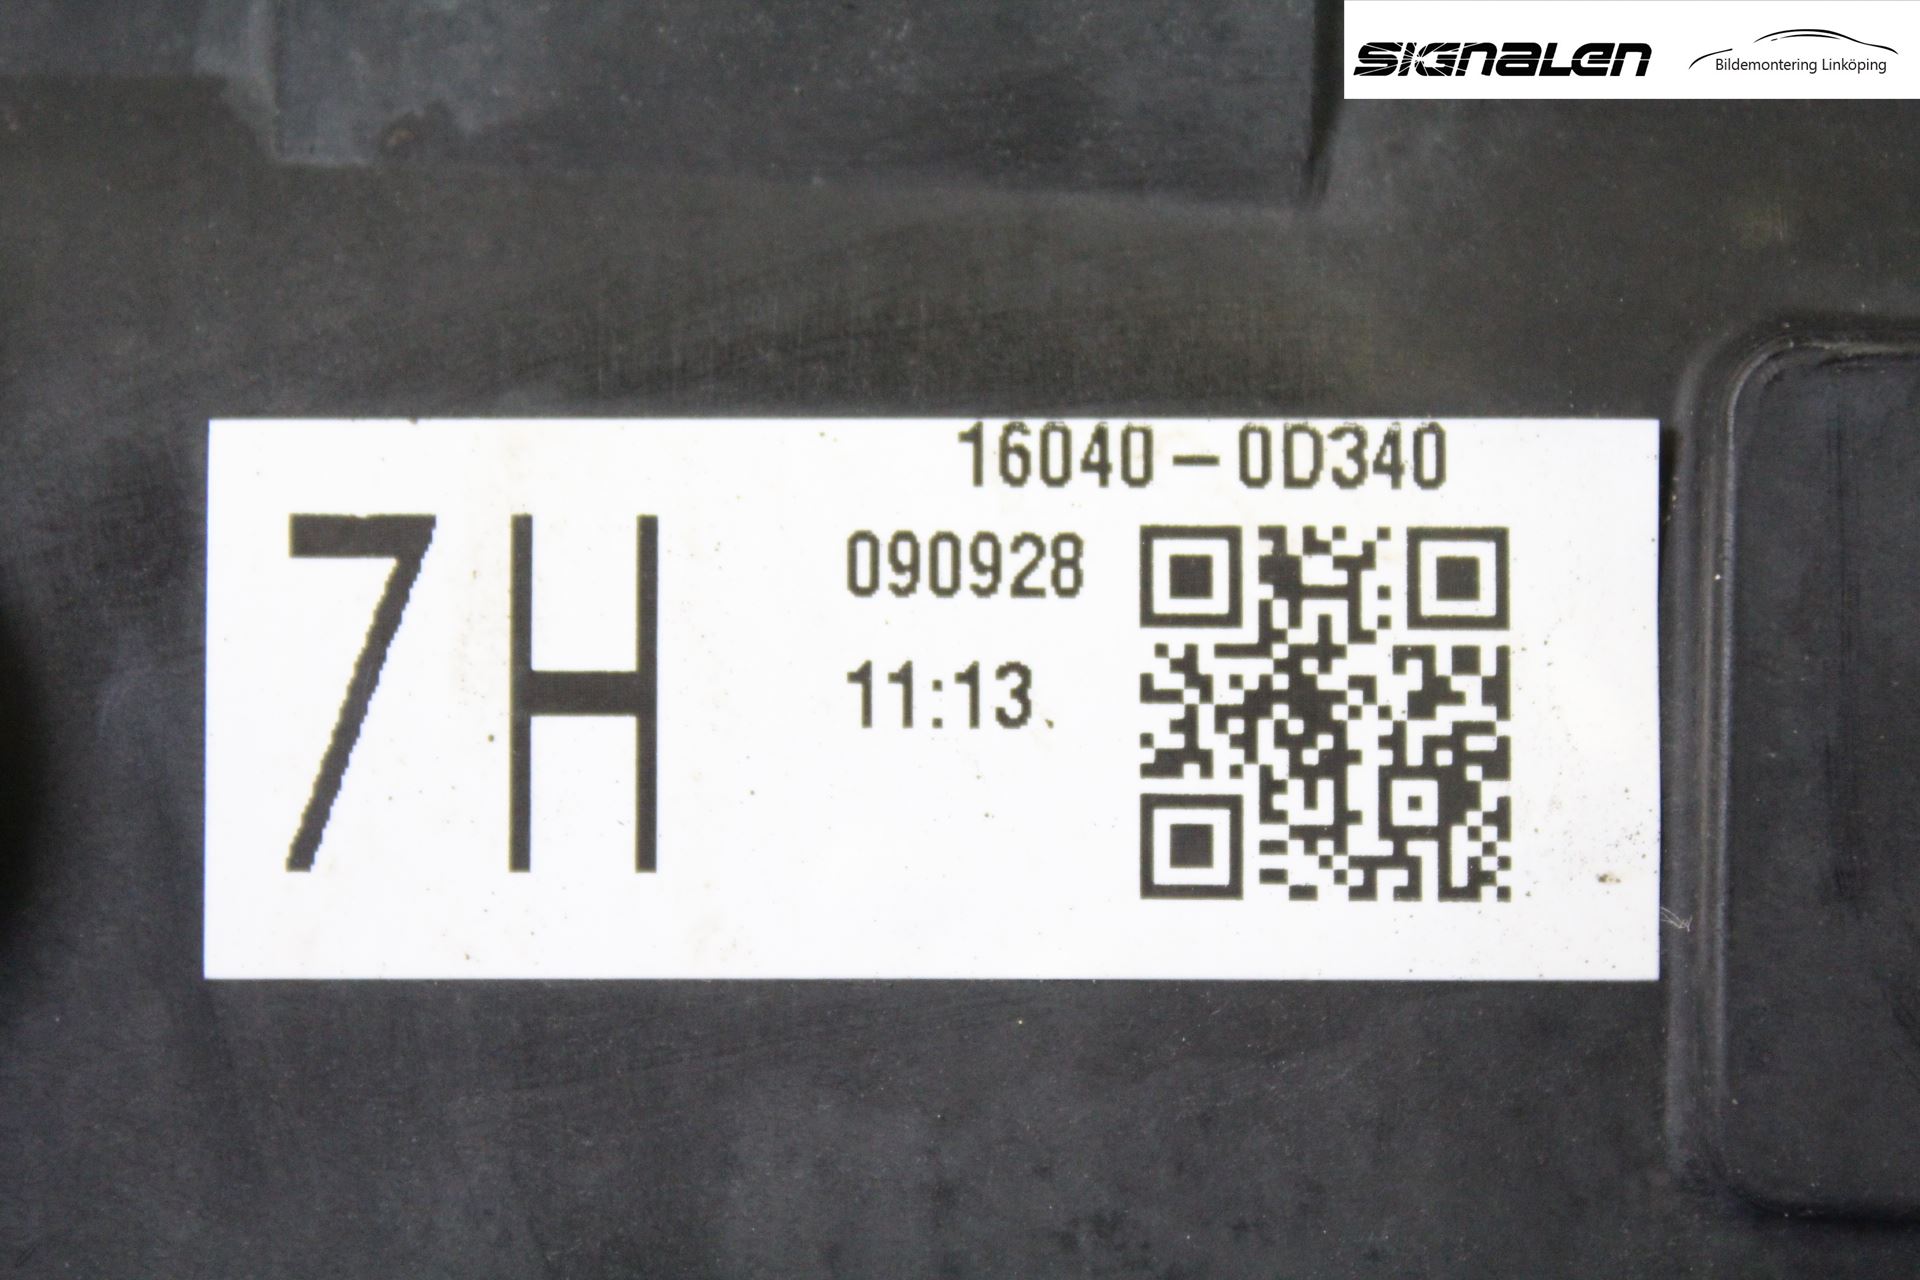 SIGNALEN
Bildemontering Linköping
16040-0D340
7H
090928
11:13